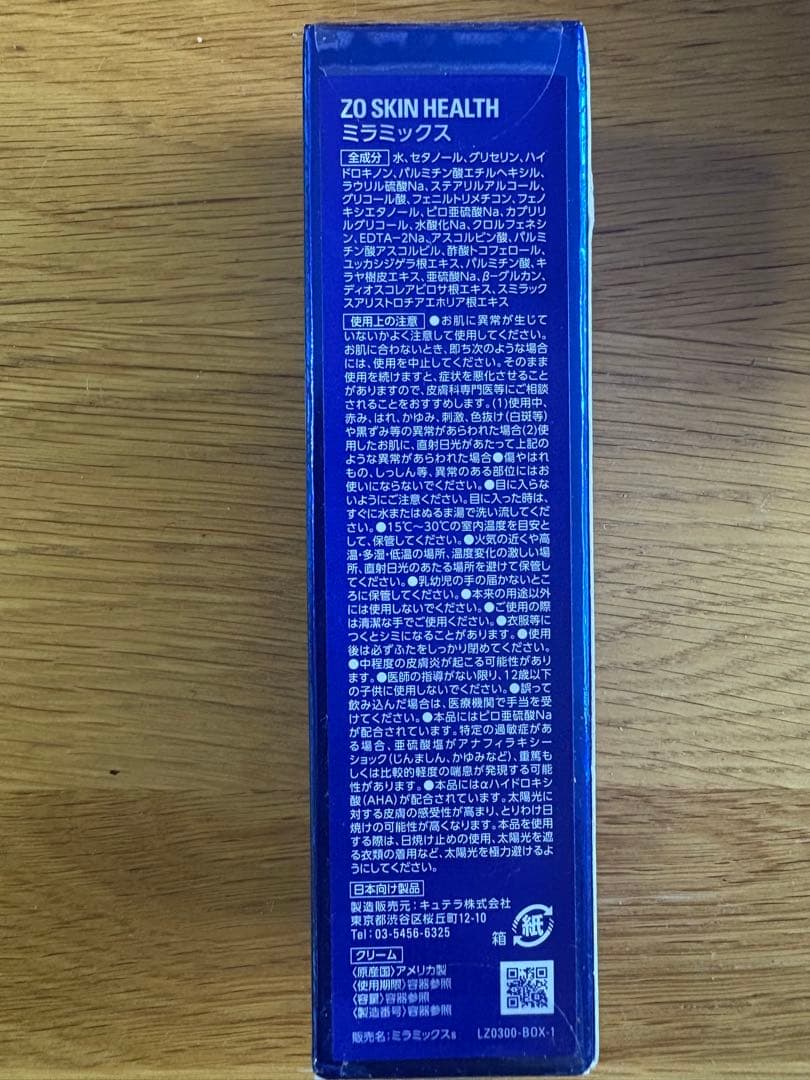 ZO SKIN HEALTH
ミラミックス
全成分 水、セタノール、グリセリン、ハイ
ドロキノン、パルミチン酸エチルヘキシル、
ラウリル硫酸Na、ステアリルアルコール、
グリコール酸、フェニルトリメチコン、フェノ
キシエタノール、ピロ亜硫酸Na、カプリリ
ルグリコール、水酸化Na、クロルフェネシ
ン、EDTA-2Na、アスコルビン酸、パルミ
チン酸アスコルビル、酢酸トコフェロール、
ユッカシジゲラ根エキス、パルミチン酸、キ
ラヤ樹皮エキス、亜硫酸Na、β-グルカン、
ディオスコレアビロサ根エキス、スミラック
スアリストロチアエホリア根エキス
使用上の注意 ●お肌に異常が生じて
いないかよく注意して使用してください。
お肌に合わないとき、即ち次のような場合
には、使用を中止してください。そのまま
使用を続けますと、症状を悪化させること
がありますので、皮膚科専門医等にご相談
されることをおすすめします。(1)使用中、
赤み、はれ、かゆみ、刺激、色抜け(白斑等)
や黒ずみ等の異常があらわれた場合(2)使
用したお肌に、直射日光があたって上記の
ような異常があらわれた場合●傷やはれ
もの、しっしん等、異常のある部位にはお
使いにならないでください。●目に入らな
いようにご注意ください。目に入った時は、
すぐに水またはぬるま湯で洗い流してくだ
さい。●15℃〜30℃の室内温度を目安と
して、保管してください。●火気の近くや高
温・多湿・低温の場所、温度変化の激しい場
所、直射日光のあたる場所を避けて保管し
てください。●乳幼児の手の届かないとこ
ろに保管してください。●本来の用途以外
には使用しないでください。●ご使用の際
は清潔な手でご使用ください。●衣服等に
つくとシミになることがあります。●使用
後は必ずふたをしっかり閉めてください。
●中程度の皮膚炎が起こる可能性があり
ます。●医師の指導がない限り、12歳以下
の子供に使用しないでください。●誤って
飲み込んだ場合は、医療機関で手当を受
けてください。●本品にはピロ亜硫酸Na
が配合されています。特定の過敏症があ
る場合、亜硫酸塩がアナフィラキシー
ショック(じんましん、かゆみなど)、重篤も
しくは比較的軽度の喘息が発現する可能
性があります。●本品にはαハイドロキシ
酸(AHA)が配合されています。太陽光に
対する皮膚の感受性が高まり、とりわけ日
焼けの可能性が高くなります。本品を使用
する際は、日焼け止めの使用、太陽光を遮
る衣類の着用など、太陽光を極力避けるよ
うにしてください。
日本向け製品
製造販売元:キュテラ株式会社
東京都渋谷区桜丘町12-10
Tel:03-5456-6325
箱 紙
クリーム
〈原産国〉アメリカ製
〈使用期限〉容器参照
〈容量〉容器参照
〈製造番号〉容器参照
販売名:ミラミックスs LZ0300-BOX-1